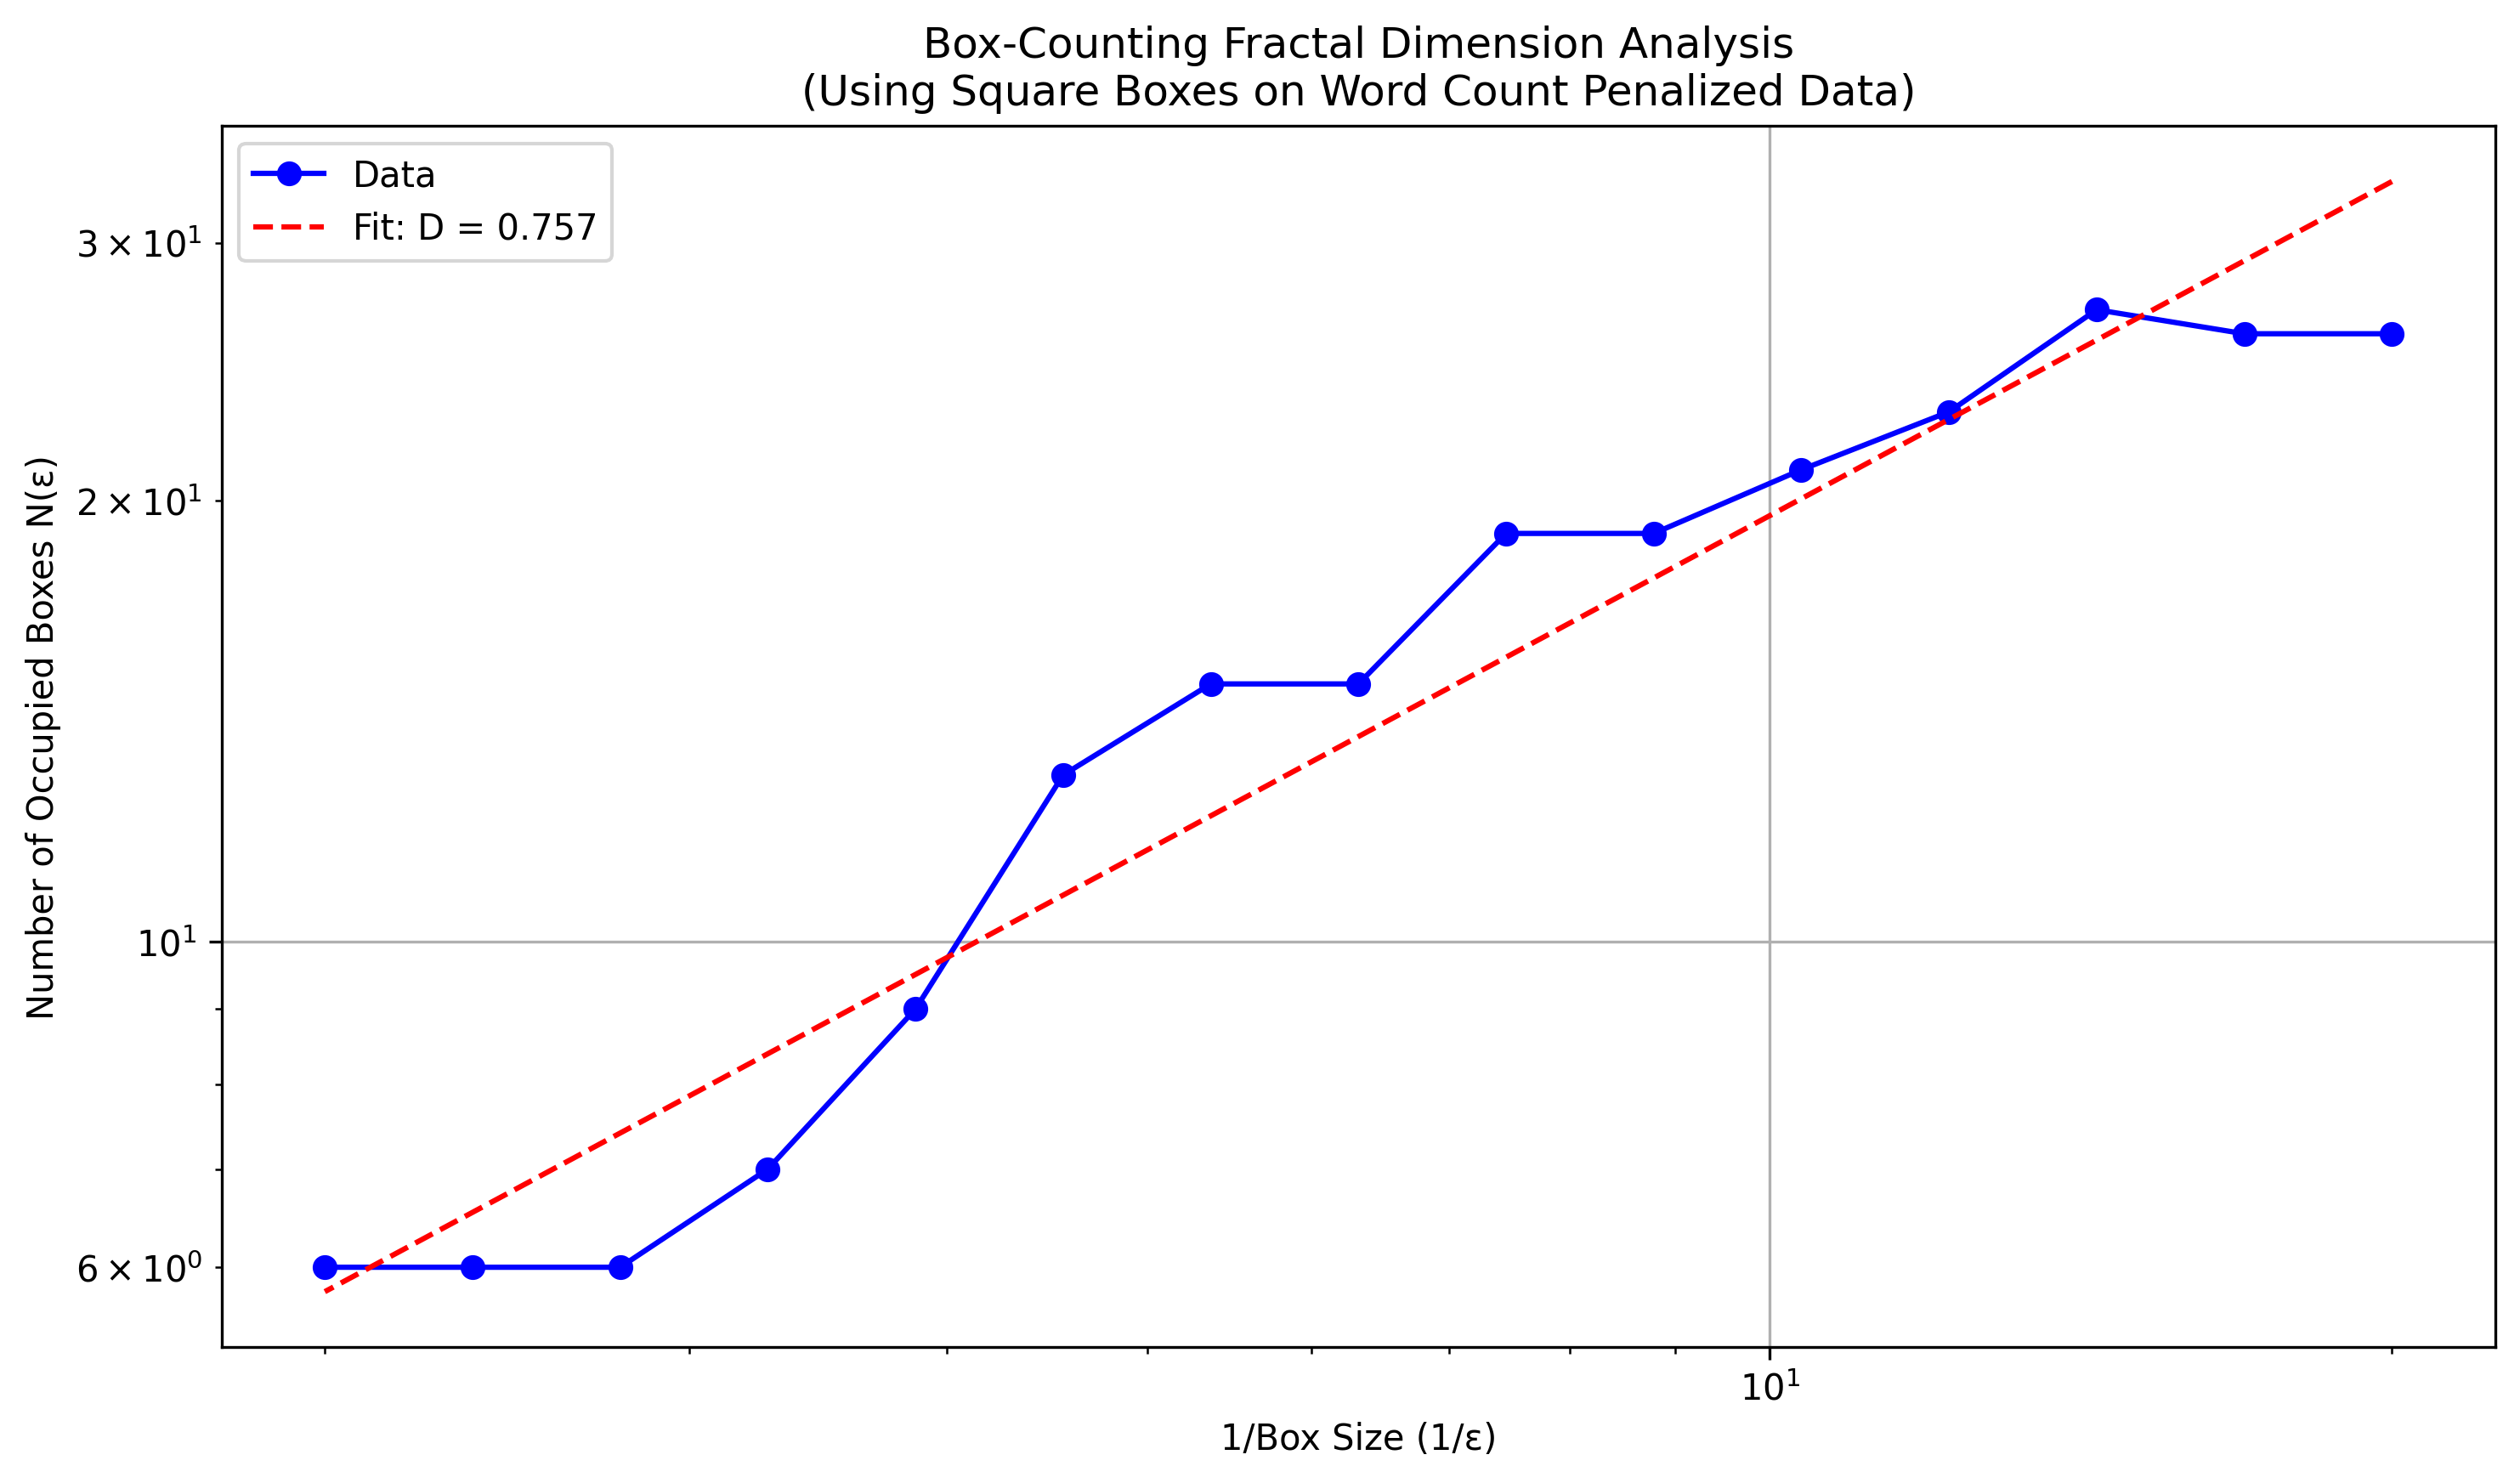 Box-Counting Fractal Dimension Analysis
(Using Square Boxes on Word Count Penalized Data)
Data
Fit: D = 0.757
Number of Occupied Boxes N(ε)
3 × 10¹
2 × 10¹
10¹
6 × 10⁰
10¹
1/Box Size (1/ε)